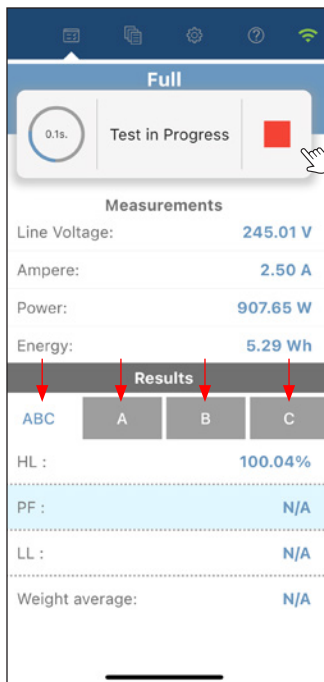 Full
0.1s. Test in Progress
Measurements
Line Voltage: 245.01 V
Ampere: 2.50 A
Power: 907.65 W
Energy: 5.29 Wh
Results
ABC A B C
HL : 100.04%
PF : N/A
LL : N/A
Weight average: N/A